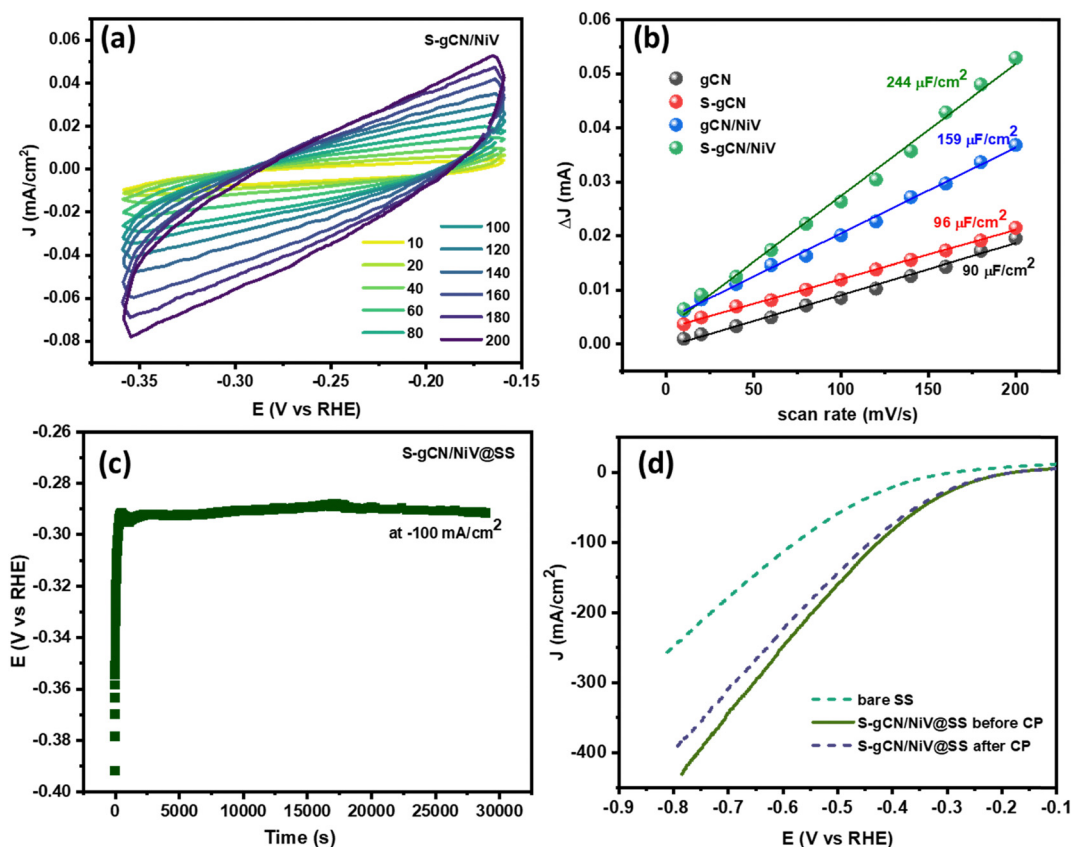 (a)
S-gCN/NiV
J (mA/cm²)
0.06
0.04
0.02
0.00
-0.02
-0.04
-0.06
-0.08
10
20
40
60
80
100
120
140
160
180
200
-0.35
-0.30
-0.25
-0.20
-0.15
E (V vs RHE)
(b)
ΔJ (mA)
0.06
0.05
0.04
0.03
0.02
0.01
0.00
gCN
S-gCN
gCN/NiV
S-gCN/NiV
244 μF/cm²
159 μF/cm²
96 μF/cm²
90 μF/cm²
0
50
100
150
200
scan rate (mV/s)
(c)
S-gCN/NiV@SS
at -100 mA/cm²
E (V vs RHE)
-0.26
-0.28
-0.30
-0.32
-0.34
-0.36
-0.38
-0.40
0
5000
10000
15000
20000
25000
30000
Time (s)
(d)
J (mA/cm²)
0
-100
-200
-300
-400
bare SS
S-gCN/NiV@SS before CP
S-gCN/NiV@SS after CP
-0.9
-0.8
-0.7
-0.6
-0.5
-0.4
-0.3
-0.2
-0.1
E (V vs RHE)